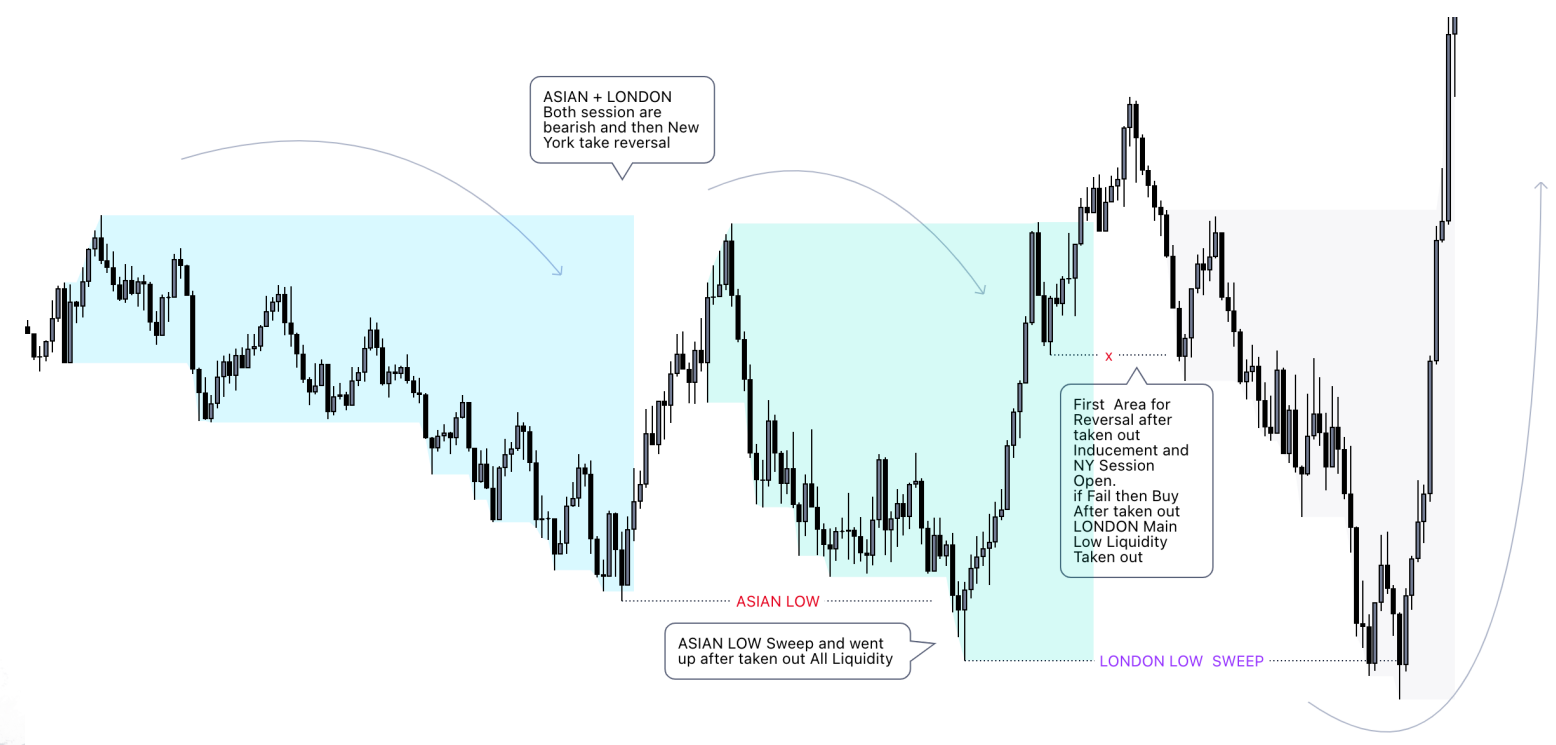 ASIAN + LONDON
Both session are
bearish and then New
York take reversal
x
First Area for
Reversal after
taken out
Inducement and
NY Session
Open.
if Fail then Buy
After taken out
LONDON Main
Low Liquidity
Taken out
ASIAN LOW
ASIAN LOW Sweep and went
up after taken out All Liquidity
LONDON LOW SWEEP